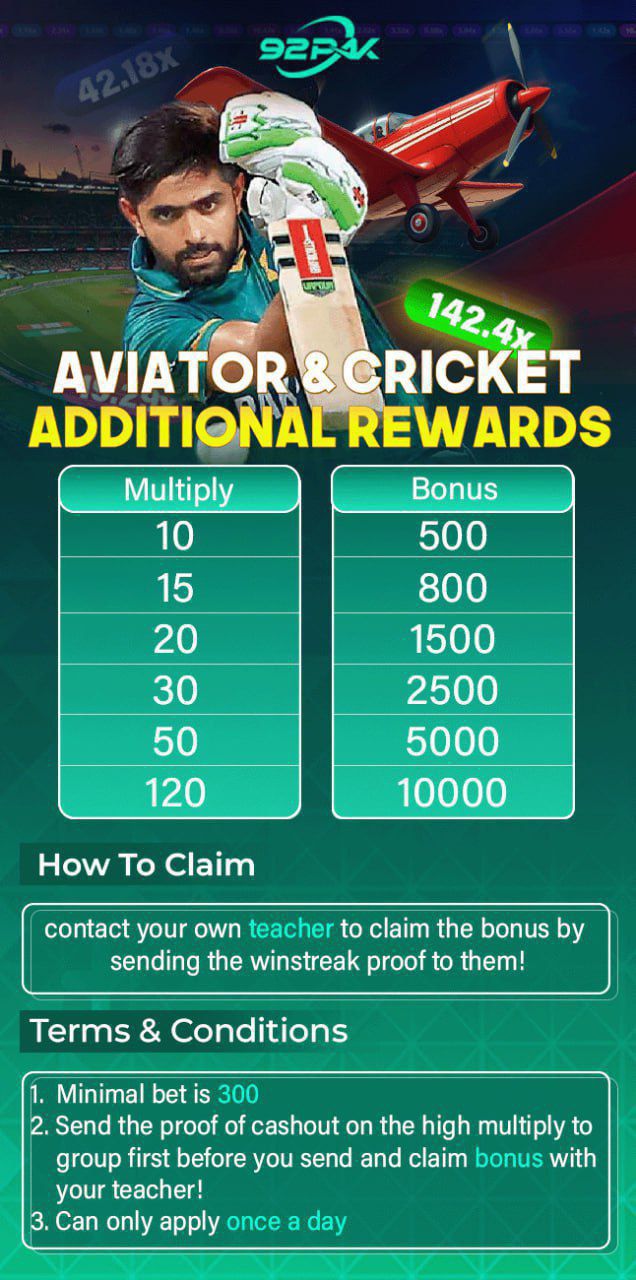 92PAK
42.18x
142.4x
AVIATOR & CRICKET
ADDITIONAL REWARDS
Multiply Bonus
10 500
15 800
20 1500
30 2500
50 5000
120 10000
How To Claim
contact your own teacher to claim the bonus by
sending the winstreak proof to them!
Terms & Conditions
1. Minimal bet is 300
2. Send the proof of cashout on the high multiply to
group first before you send and claim bonus with
your teacher!
3. Can only apply once a day